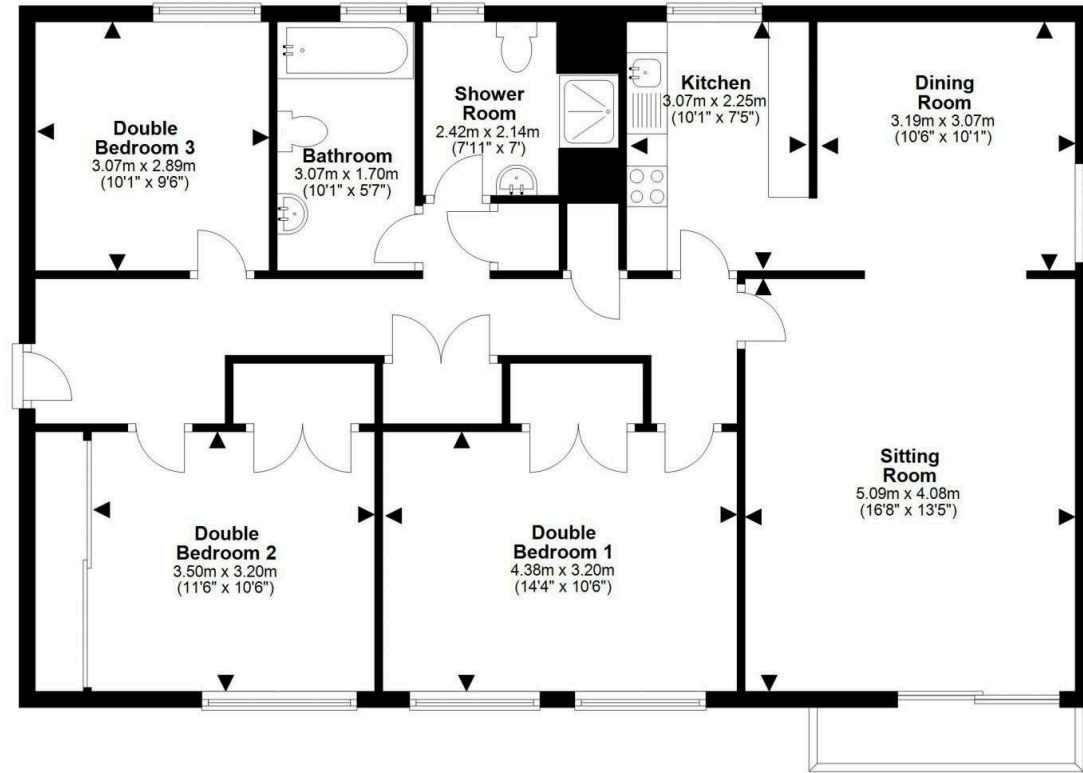 Double
Bedroom 3
3.07m x 2.89m
(10'1" x 9'6")
Bathroom
3.07m x 1.70m
(10'1" x 5'7")
Shower
Room
2.42m x 2.14m
(7'11" x 7')
Kitchen
3.07m x 2.25m
(10'1" x 7'5")
Dining
Room
3.19m x 3.07m
(10'6" x 10'1")
Double
Bedroom 2
3.50m x 3.20m
(11'6" x 10'6")
Double
Bedroom 1
4.38m x 3.20m
(14'4" x 10'6")
Sitting
Room
5.09m x 4.08m
(16'8" x 13'5")